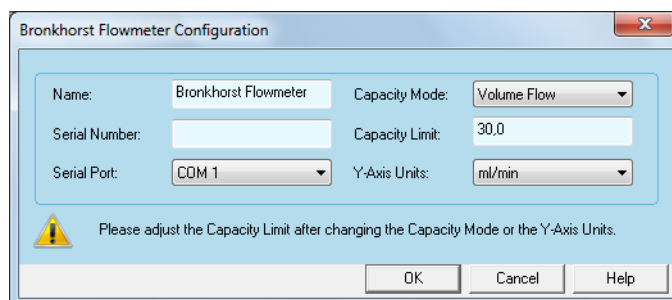 Bronkhorst Flowmeter Configuration
Name: Bronkhorst Flowmeter Capacity Mode: Volume Flow
Serial Number: Capacity Limit: 30,0
Serial Port: COM 1 Y-Axis Units: ml/min
Please adjust the Capacity Limit after changing the Capacity Mode or the Y-Axis Units.
OK Cancel Help